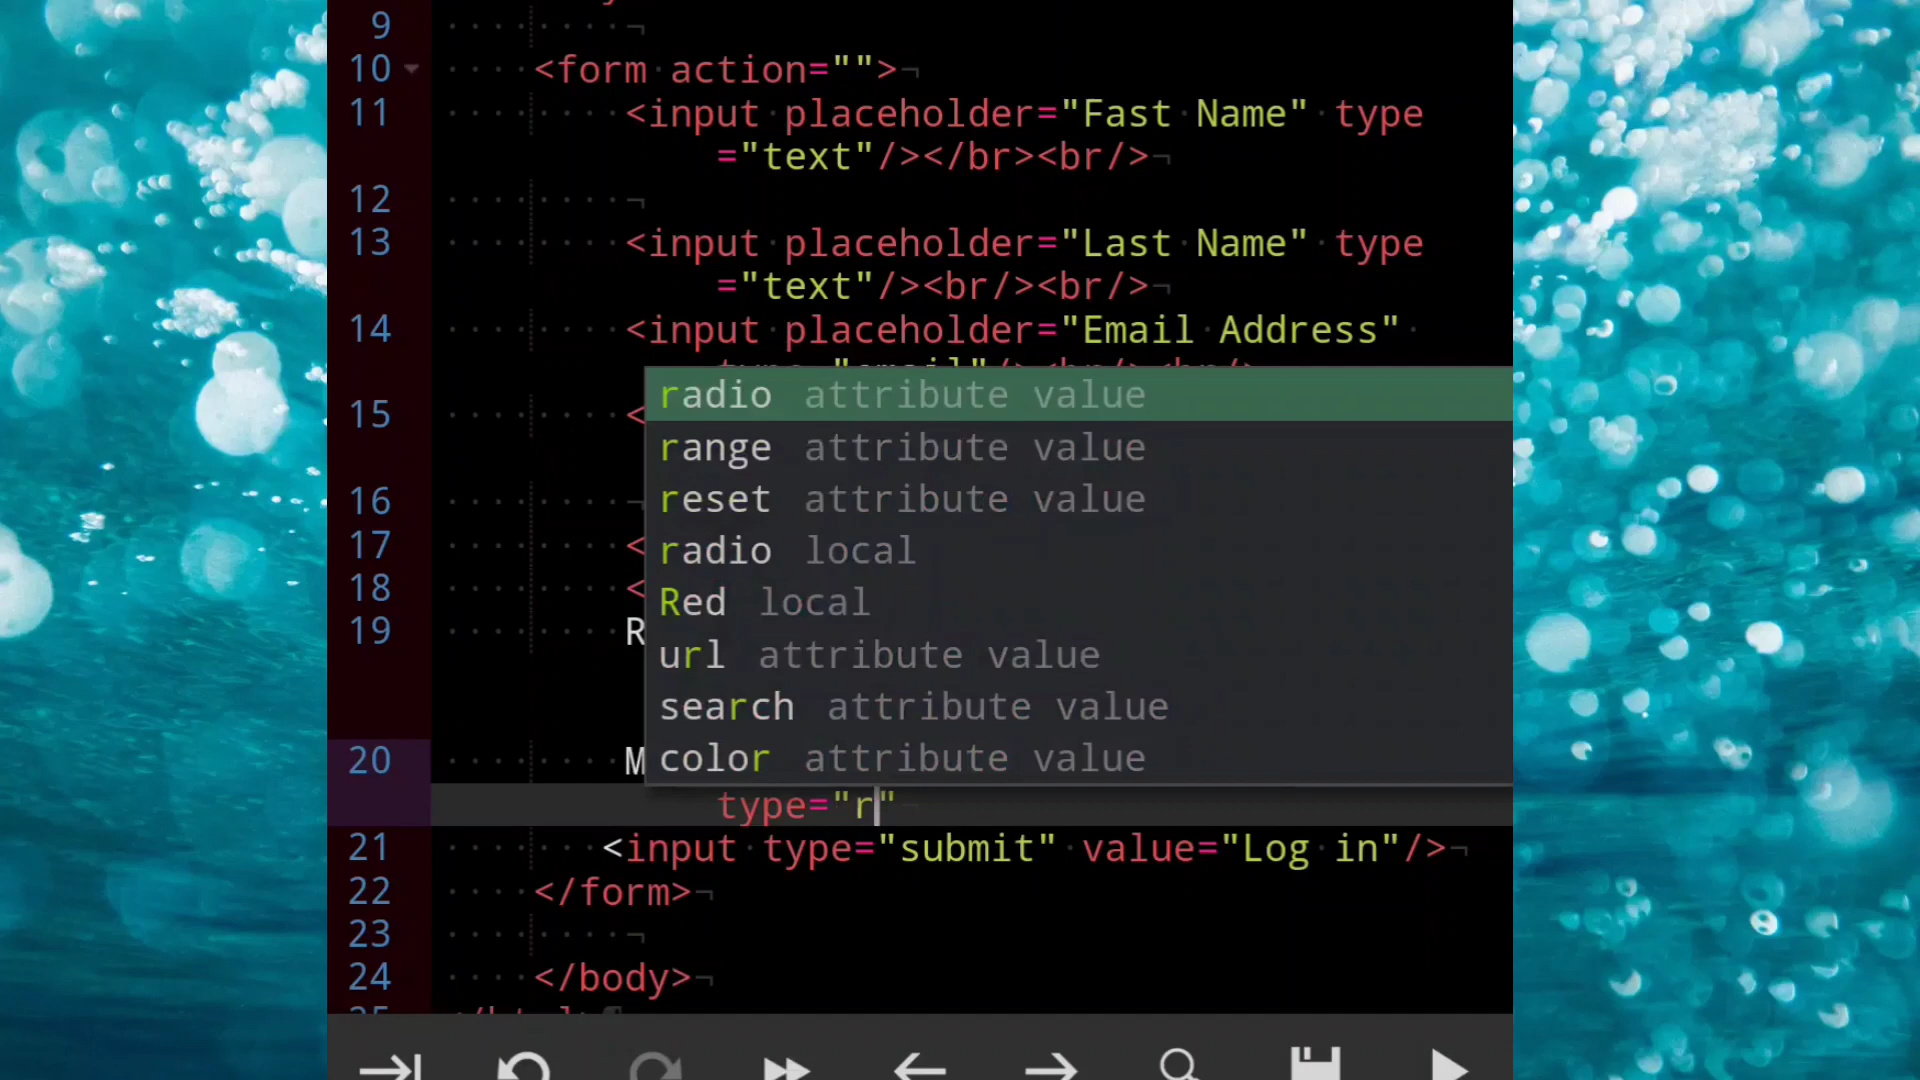 9
10 <form action="">
11 <input placeholder="Fast Name" type
="text"/></br><br/>
12
13 <input placeholder="Last Name" type
="text"/><br/><br/>
14 <input placeholder="Email Address"
radio attribute value
15 <
range attribute value
16 reset attribute value
17 < radio local
18 < Red local
19 R
url attribute value
search attribute value
20 M color attribute value
type="r"
21 <input type="submit" value="Log in"/>
22 </form>
23
24 </body>